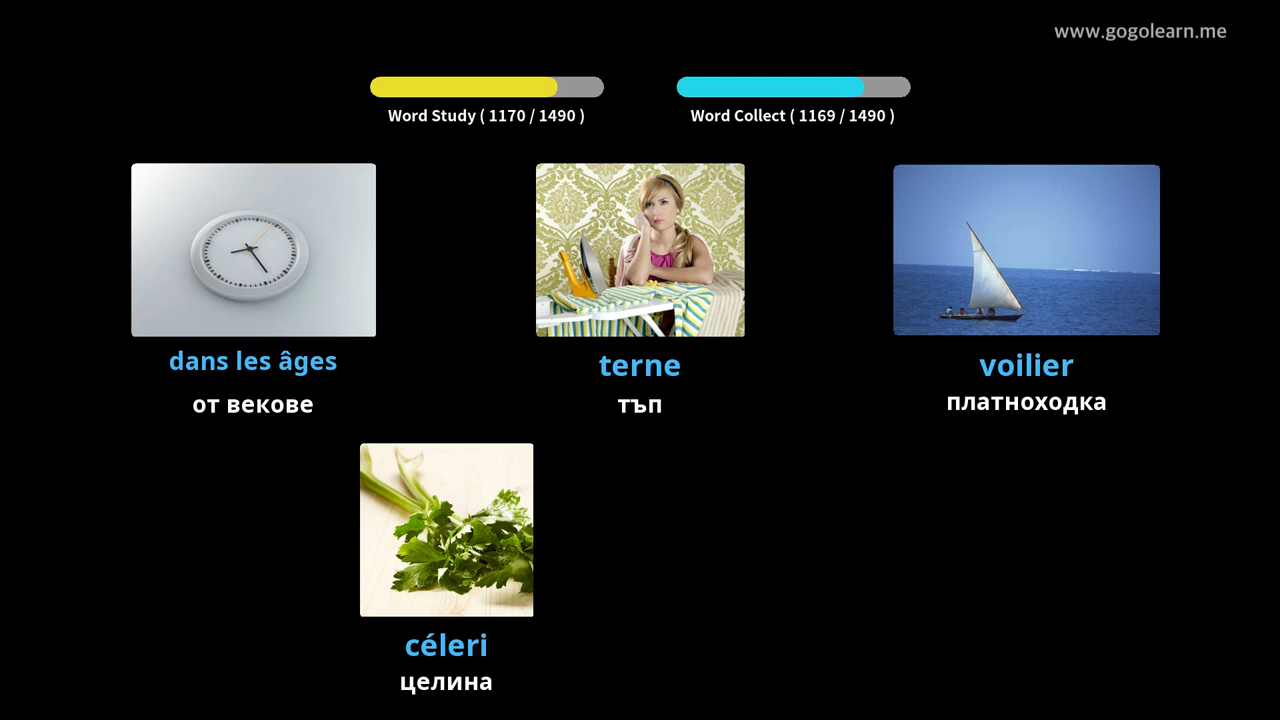 www.gogolearn.me
Word Study ( 1170 / 1490 )
Word Collect ( 1169 / 1490 )
dans les âges
от векове
terne
тъп
voilier
платноходка
céleri
целина